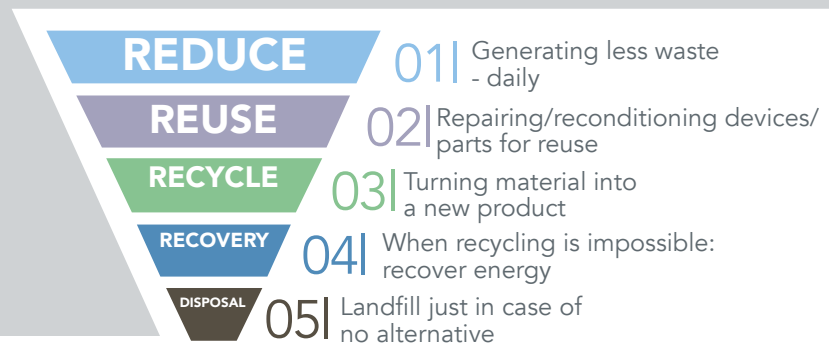 REDUCE
01| Generating less waste
- daily
REUSE
02| Repairing/reconditioning devices/
parts for reuse
RECYCLE
03| Turning material into
a new product
RECOVERY
04| When recycling is impossible:
recover energy
DISPOSAL
05| Landfill just in case of
no alternative